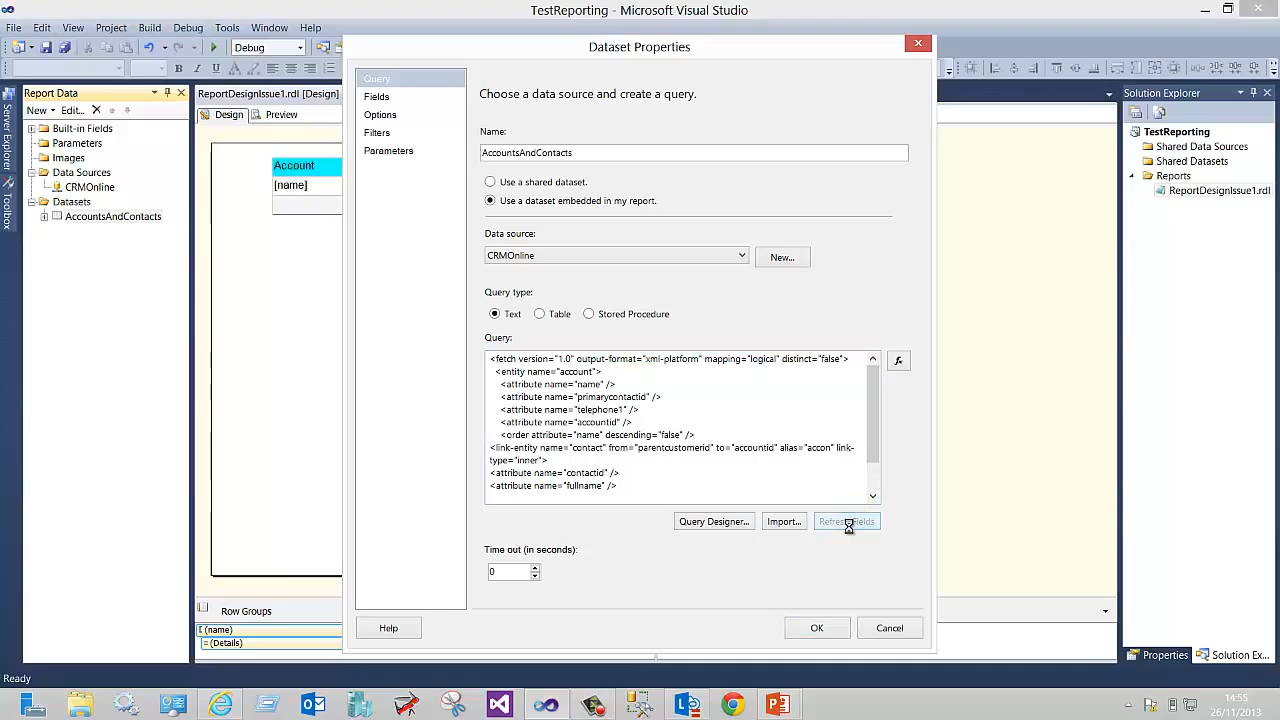 TestReporting - Microsoft Visual Studio
File Edit View Project Build Debug Tools Window Help
Debug
Dataset Properties
Report Data
New Edit...
Built-in Fields
Parameters
Images
Data Sources
CRMOnline
Datasets
AccountsAndContacts
Server Explorer
Toolbox
ReportDesignIssue1.rdl [Design]
Design Preview
Account
[name]
Query
Fields
Options
Filters
Parameters
Choose a data source and create a query.
Name:
AccountsAndContacts
Use a shared dataset.
Use a dataset embedded in my report.
Data source:
CRMOnline
New...
Query type:
Text Table Stored Procedure
Query:
<fetch version="1.0" output-format="xml-platform" mapping="logical" distinct="false">
<entity name="account">
<attribute name="name" />
<attribute name="primarycontactid" />
<attribute name="telephone1" />
<attribute name="accountid" />
<order attribute="name" descending="false" />
<link-entity name="contact" from="parentcustomerid" to="accountid" alias="accon" link-
type="inner">
<attribute name="contactid" />
<attribute name="fullname" />
fx
Query Designer... Import... Refresh Fields
Time out (in seconds):
0
Help OK Cancel
Row Groups
(name)
(Details)
Solution Explorer
TestReporting
Shared Data Sources
Shared Datasets
Reports
ReportDesignIssue1.rdl
Properties Solution Ex...
Ready
14:55
26/11/2013